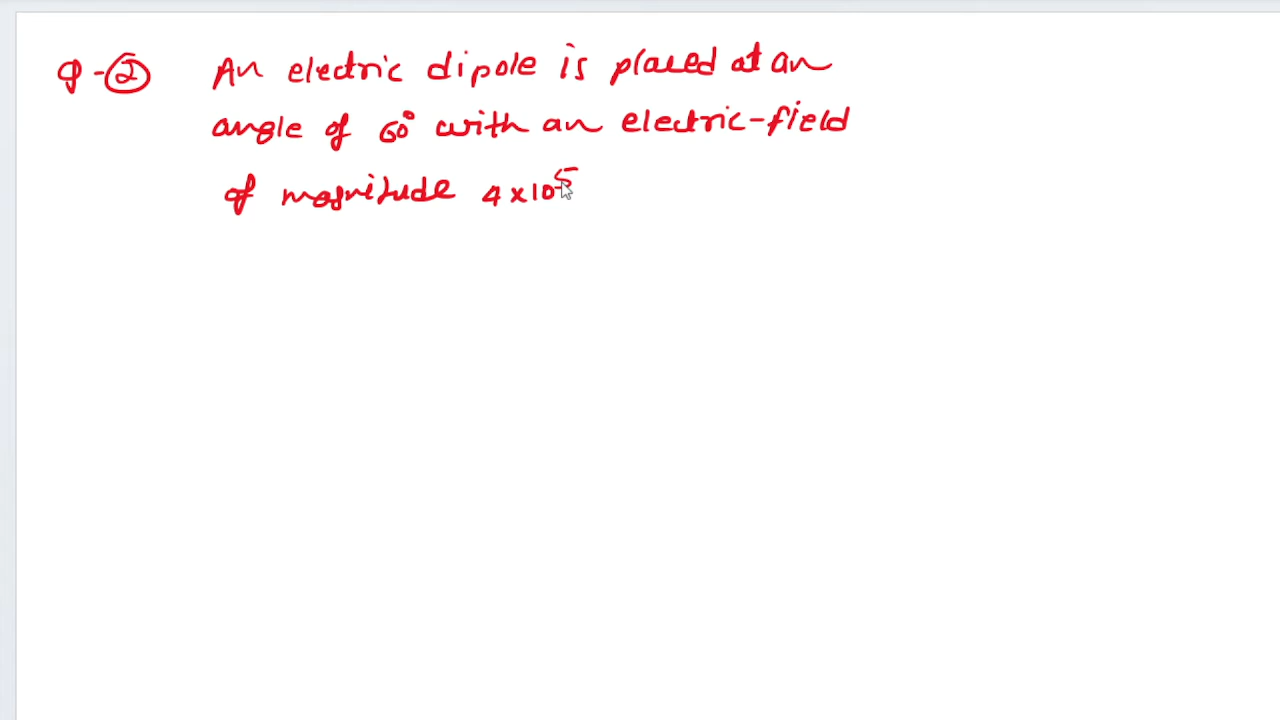 Q-② An electric dipole is placed at an
angle of 60° with an electric-field
of magnitude 4 x 10⁵